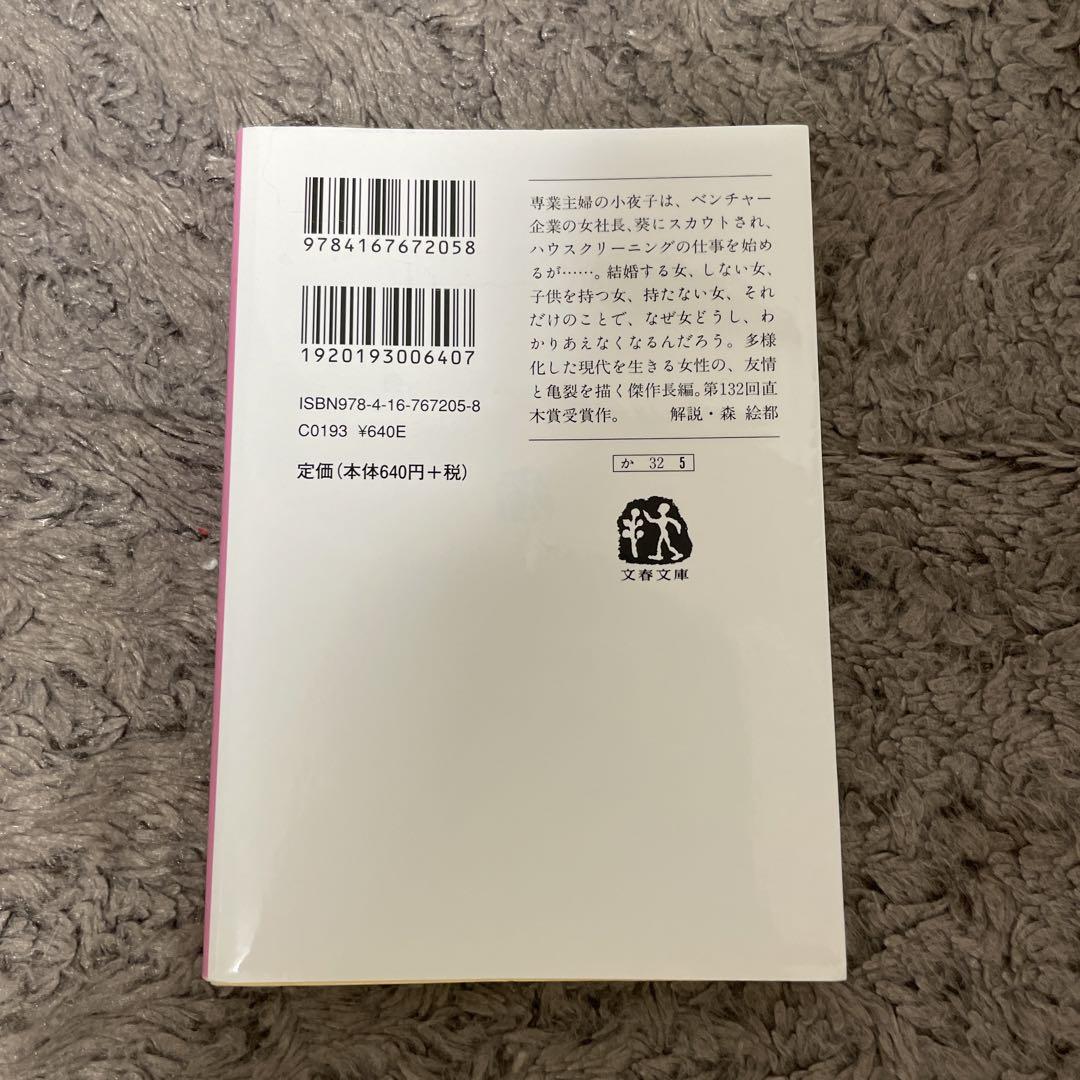 9784167672058
1920193006407
ISBN978-4-16-767205-8
C0193 ¥640E
定価(本体640円+税)
専業主婦の小夜子は、ベンチャー
企業の女社長、葵にスカウトされ、
ハウスクリーニングの仕事を始め
るが……。結婚する女、しない女、
子供を持つ女、持たない女、それ
だけのことで、なぜ女どうし、わ
かりあえなくなるんだろう。多様
化した現代を生きる女性の、友情
と亀裂を描く傑作長編。第132回直
木賞受賞作。 解説・森 絵都
か 32 5
文春文庫